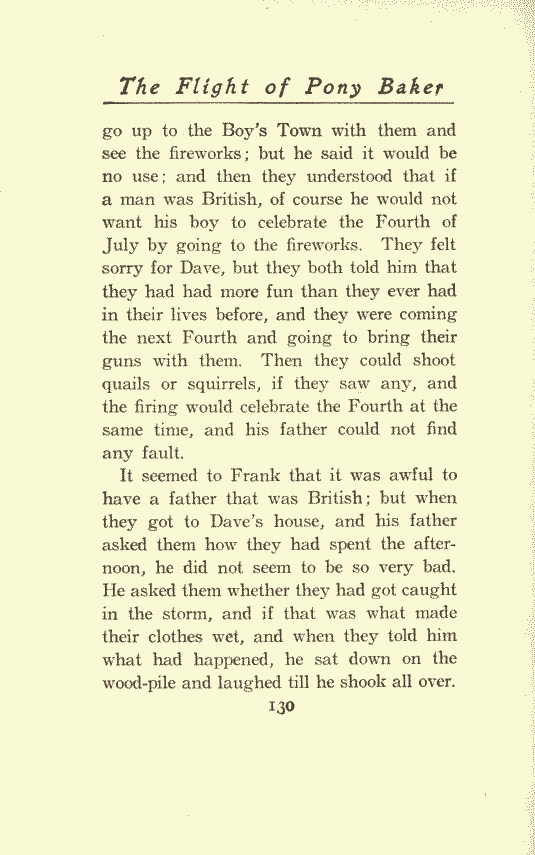 The Flight of Pony Baker
go up to the Boy's Town with them and
see the fireworks; but he said it would be
no use; and then they understood that if
a man was British, of course he would not
want his boy to celebrate the Fourth of
July by going to the fireworks. They felt
sorry for Dave, but they both told him that
they had had more fun than they ever had
in their lives before, and they were coming
the next Fourth and going to bring their
guns with them. Then they could shoot
quails or squirrels, if they saw any, and
the firing would celebrate the Fourth at the
same time, and his father could not find
any fault.
It seemed to Frank that it was awful to
have a father that was British; but when
they got to Dave's house, and his father
asked them how they had spent the after-
noon, he did not seem to be so very bad.
He asked them whether they had got caught
in the storm, and if that was what made
their clothes wet, and when they told him
what had happened, he sat down on the
wood-pile and laughed till he shook all over.
130